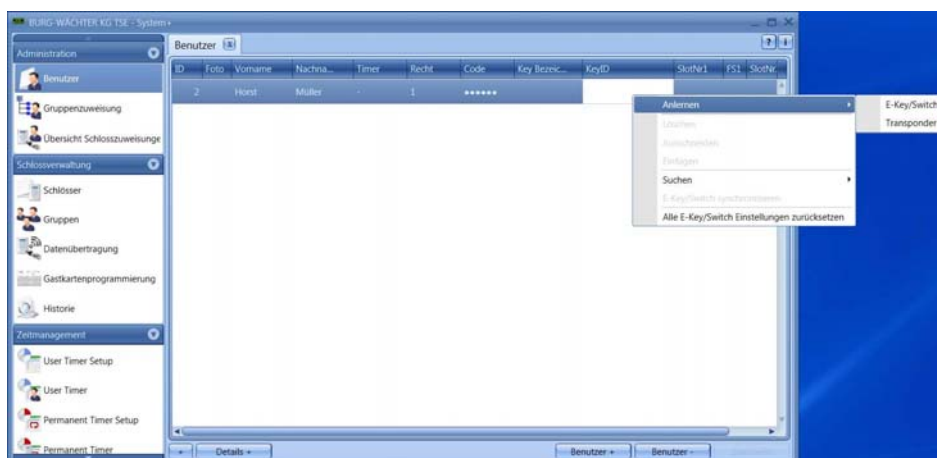 BURG-WÄCHTER KG TSE - System+
Administration
Benutzer
Gruppenzuweisung
Übersicht Schlosszuweisunge
Schlossverwaltung
Schlösser
Gruppen
Datenübertragung
Gastkartenprogrammierung
Historie
Zeitmanagement
User Timer Setup
User Timer
Permanent Timer Setup
Permanent Timer
Benutzer
ID Foto Vorname Nachna... Timer Recht Code Key Bezeic... KeyID SlotNr1 FS1 SlotNr.
2 Horst Müller - 1 ••••••
Anlernen
Löschen
Ausschneiden
Einfügen
Suchen
E-Key/Switch synchronisieren
Alle E-Key/Switch Einstellungen zurücksetzen
E-Key/Switch
Transponder
+ Details + Benutzer + Benutzer -